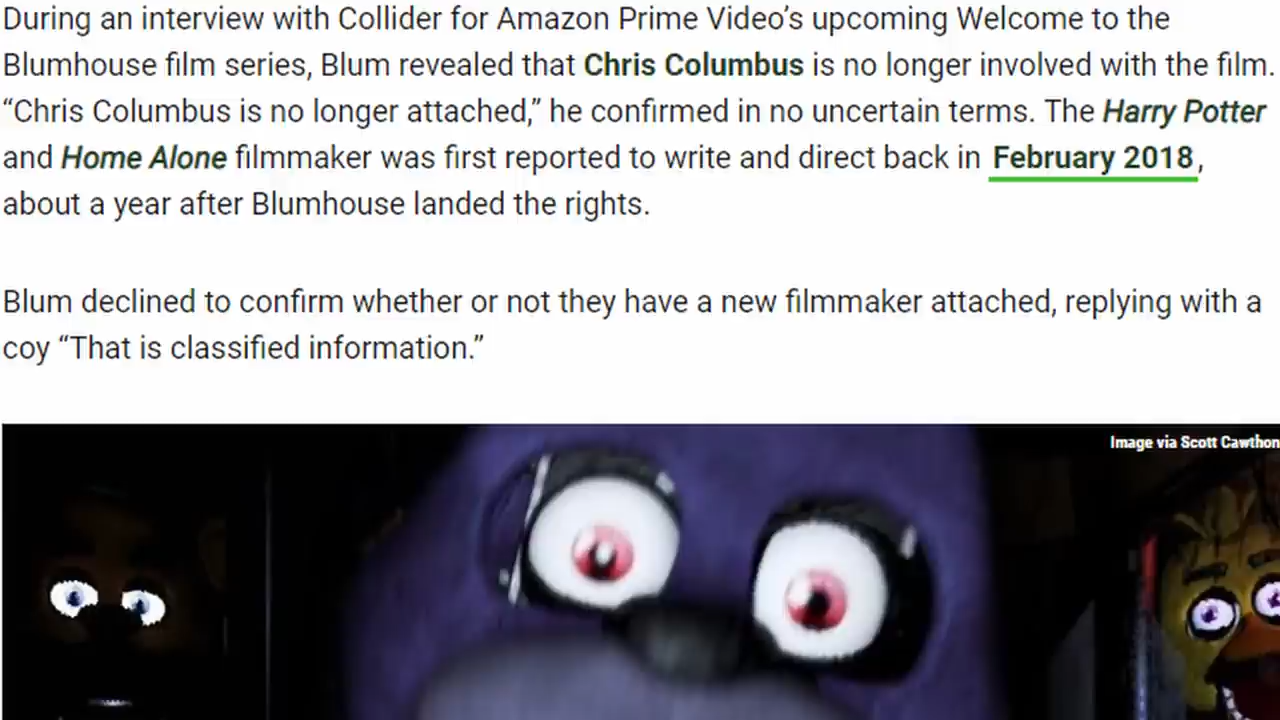 During an interview with Collider for Amazon Prime Video’s upcoming Welcome to the
Blumhouse film series, Blum revealed that Chris Columbus is no longer involved with the film.
“Chris Columbus is no longer attached,” he confirmed in no uncertain terms. The Harry Potter
and Home Alone filmmaker was first reported to write and direct back in February 2018,
about a year after Blumhouse landed the rights.
Blum declined to confirm whether or not they have a new filmmaker attached, replying with a
coy “That is classified information.”
Image via Scott Cawthon